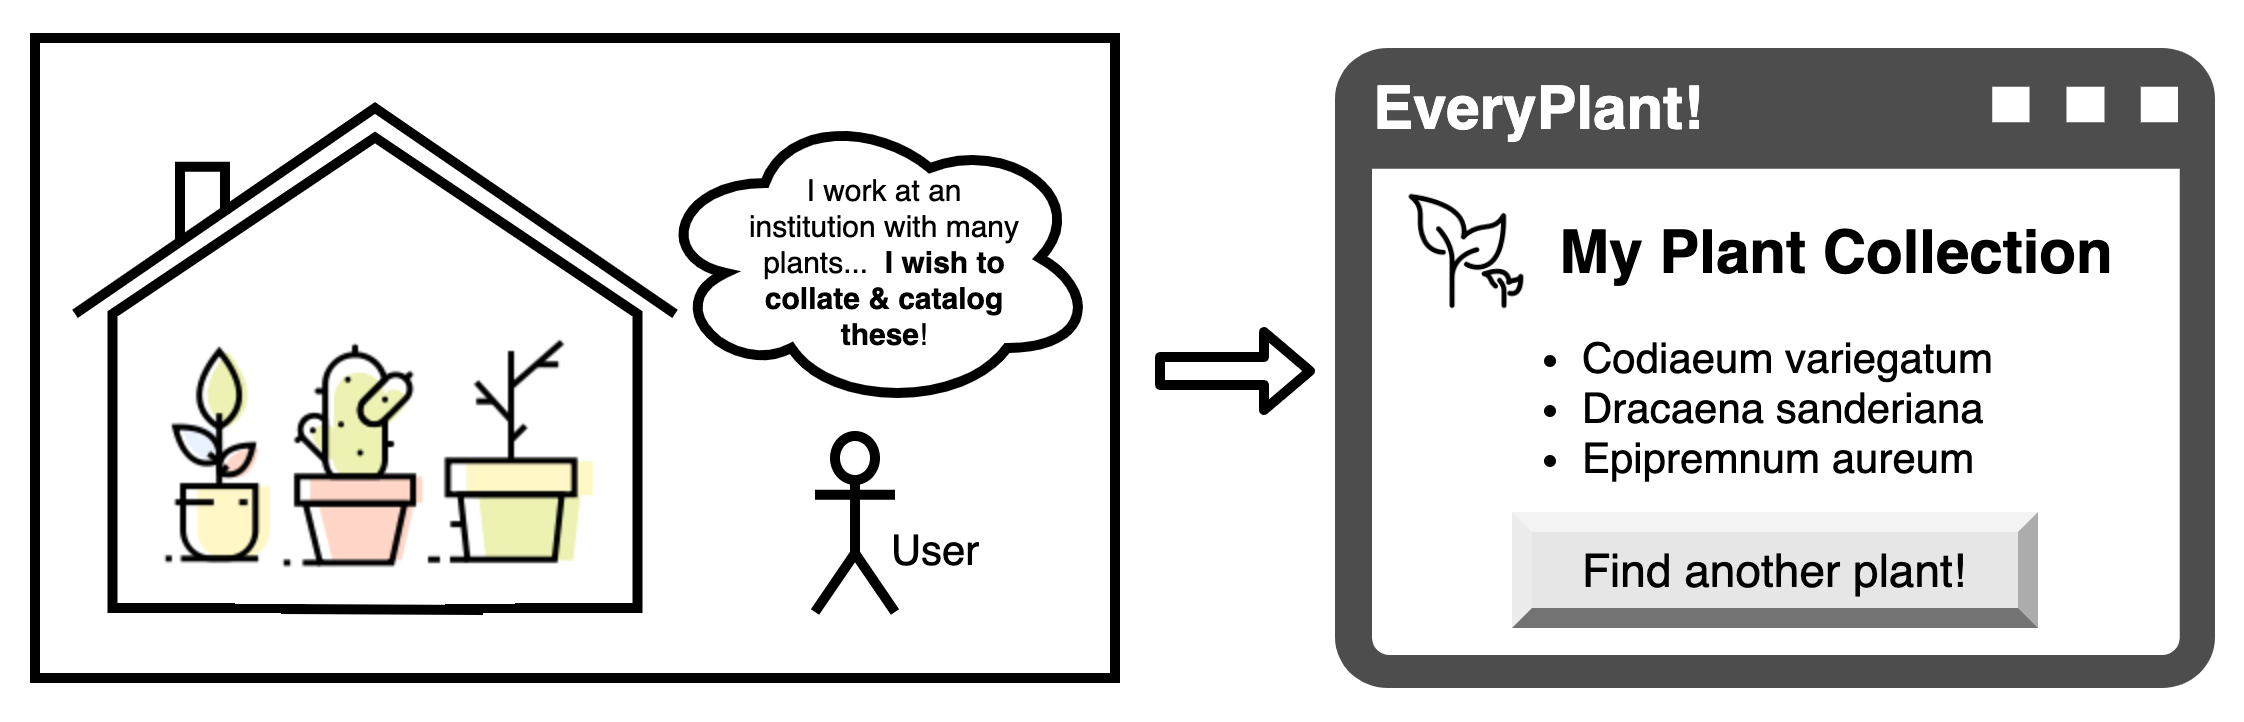 I work at an
institution with many
plants... I wish to
collate & catalog
these!
User
EveryPlant!
My Plant Collection
• Codiaeum variegatum
• Dracaena sanderiana
• Epipremnum aureum
Find another plant!